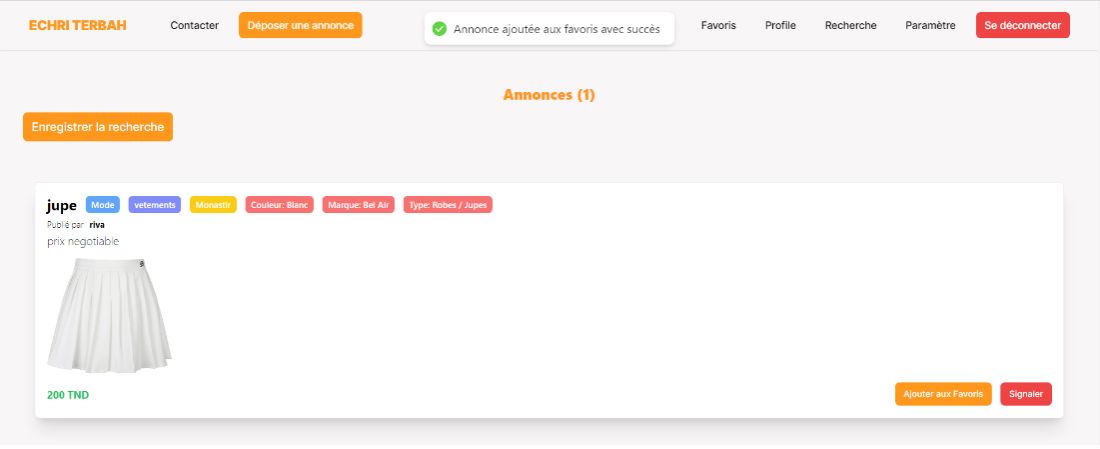 ECHRI TERBAH Contacter Déposer une annonce Annonce ajoutée aux favoris avec succès Favoris Profile Recherche Paramètre Se déconnecter
Annonces (1)
Enregistrer la recherche
jupe Mode vetements Monastir Couleur: Blanc Marque: Bel Air Type: Robes / Jupes
Publié par riva
prix negotiable
200 TND Ajouter aux Favoris Signaler